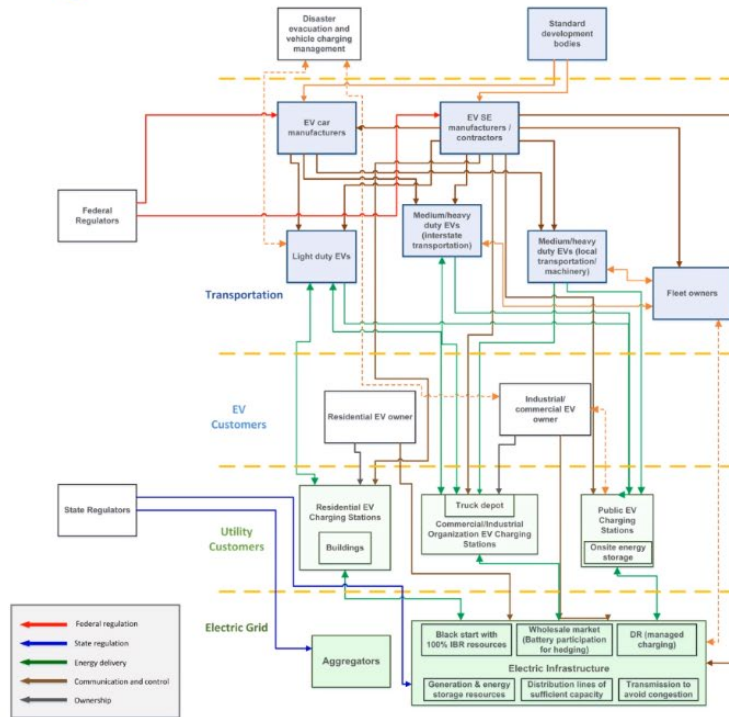 Disaster
evacuation and
vehicle charging
management
Standard
development
bodies
EV car
manufacturers
EV SE
manufacturers /
contractors
Federal
Regulators
Light duty EVs
Medium/heavy
duty EVs
(interstate
transportation)
Medium/heavy
duty EVs (local
transportation/
machinery)
Fleet owners
Transportation
EV
Customers
Residential EV owner
Industrial/
commercial EV
owner
State Regulators
Utility
Customers
Residential EV
Charging Stations
Buildings
Truck depot
Commercial/Industrial
Organization EV Charging
Stations
Public EV
Charging
Stations
Onsite energy
storage
Electric Grid
Aggregators
Black start with
100% IBR resources
Wholesale market
(Battery participation
for hedging)
DR (managed
charging)
Electric Infrastructure
Generation & energy
storage resources
Distribution lines of
sufficient capacity
Transmission to
avoid congestion
Federal regulation
State regulation
Energy delivery
Communication and control
Ownership